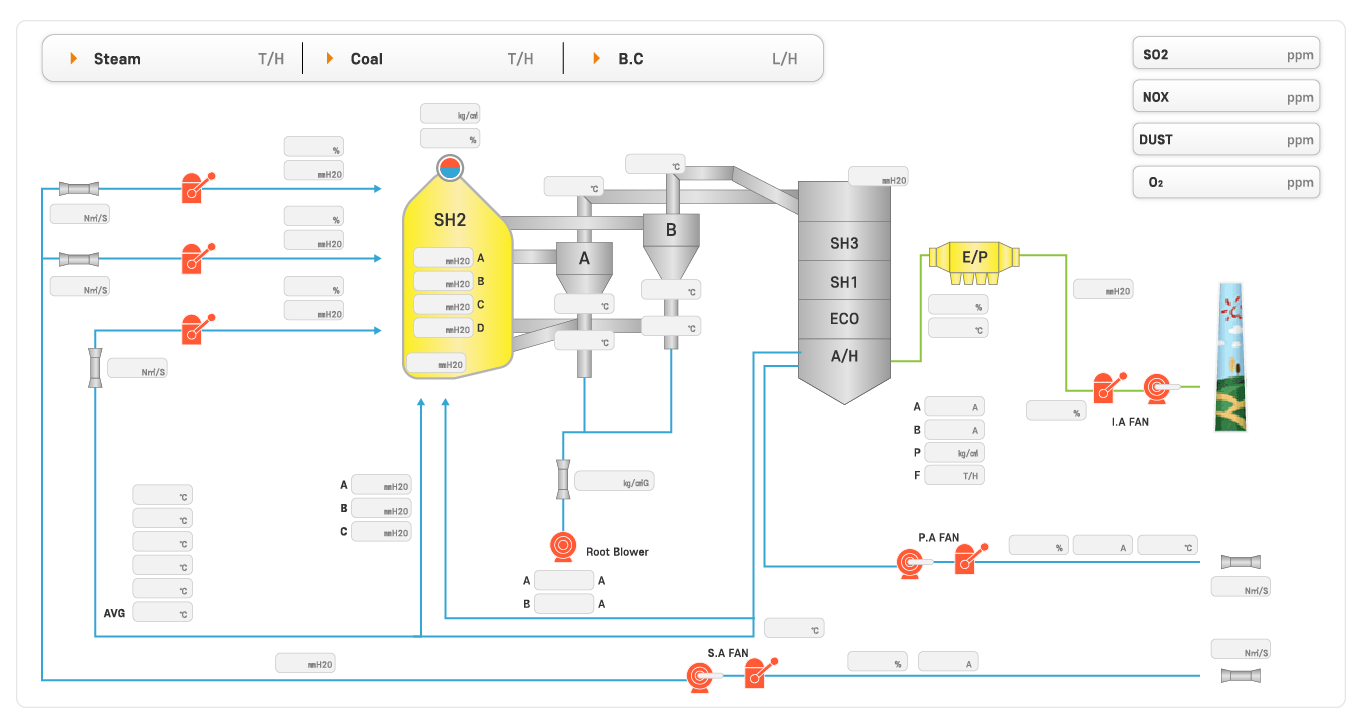 Steam T/H Coal T/H B.C L/H
SO2 ppm
NOX ppm
DUST ppm
O₂ ppm
kg/㎠
%
%
mmH20
N㎥/S
%
mmH20
N㎥/S
%
mmH20
N㎥/S
SH2
mmH20 A
mmH20 B
mmH20 C
mmH20 D
mmH20
℃
℃
A
B
℃
℃
℃
℃
mmH20
SH3
SH1
ECO
A/H
E/P
%
℃
mmH20
%
I.A FAN
A A
B A
P kg/㎠
F T/H
A mmH20
B mmH20
C mmH20
kg/㎠G
Root Blower
A A
B A
℃
℃
℃
℃
℃
AVG ℃
P.A FAN
% A ℃
N㎥/S
℃
mmH20
S.A FAN
% A
N㎥/S